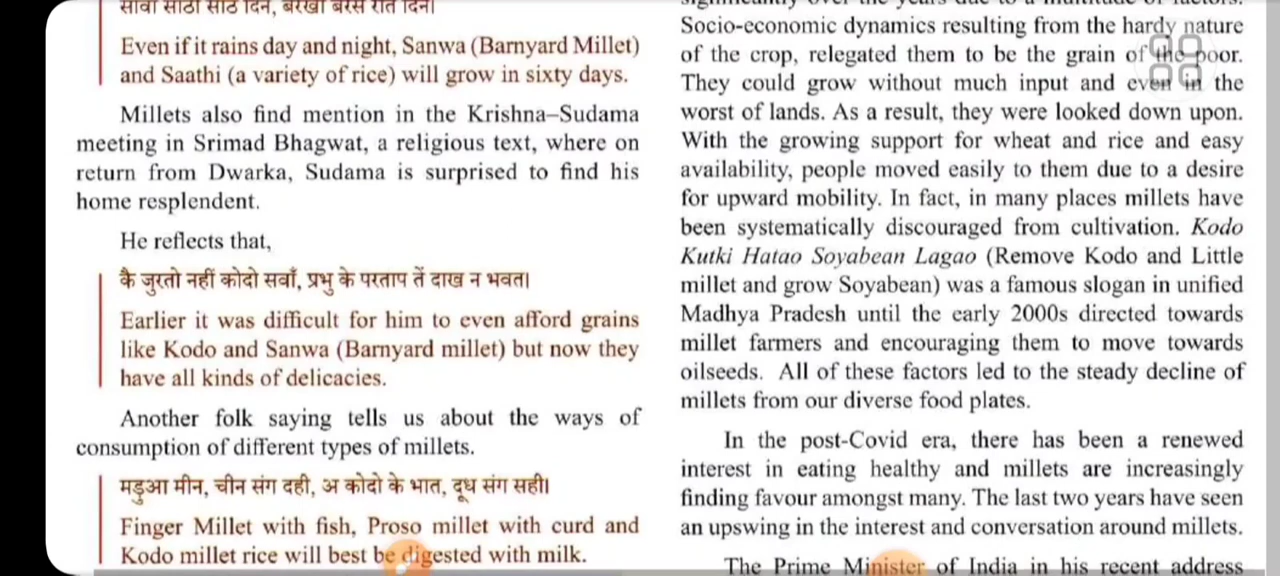 सावा साठी साठ दिन, बरखा बरसे रात दिन।
Even if it rains day and night, Sanwa (Barnyard Millet)
and Saathi (a variety of rice) will grow in sixty days.
Millets also find mention in the Krishna–Sudama
meeting in Srimad Bhagwat, a religious text, where on
return from Dwarka, Sudama is surprised to find his
home resplendent.
He reflects that,
कै जुरतो नहीं कोदो सवाँ, प्रभु के परताप तें दाख न भवत।
Earlier it was difficult for him to even afford grains
like Kodo and Sanwa (Barnyard millet) but now they
have all kinds of delicacies.
Another folk saying tells us about the ways of
consumption of different types of millets.
मडुआ मीन, चीन संग दही, अ कोदो के भात, दूध संग सही।
Finger Millet with fish, Proso millet with curd and
Kodo millet rice will best be digested with milk.
significantly over the years due to a multitude of factors.
Socio-economic dynamics resulting from the hardy nature
of the crop, relegated them to be the grain of the poor.
They could grow without much input and even in the
worst of lands. As a result, they were looked down upon.
With the growing support for wheat and rice and easy
availability, people moved easily to them due to a desire
for upward mobility. In fact, in many places millets have
been systematically discouraged from cultivation. Kodo
Kutki Hatao Soyabean Lagao (Remove Kodo and Little
millet and grow Soyabean) was a famous slogan in unified
Madhya Pradesh until the early 2000s directed towards
millet farmers and encouraging them to move towards
oilseeds. All of these factors led to the steady decline of
millets from our diverse food plates.
In the post-Covid era, there has been a renewed
interest in eating healthy and millets are increasingly
finding favour amongst many. The last two years have seen
an upswing in the interest and conversation around millets.
The Prime Minister of India in his recent address